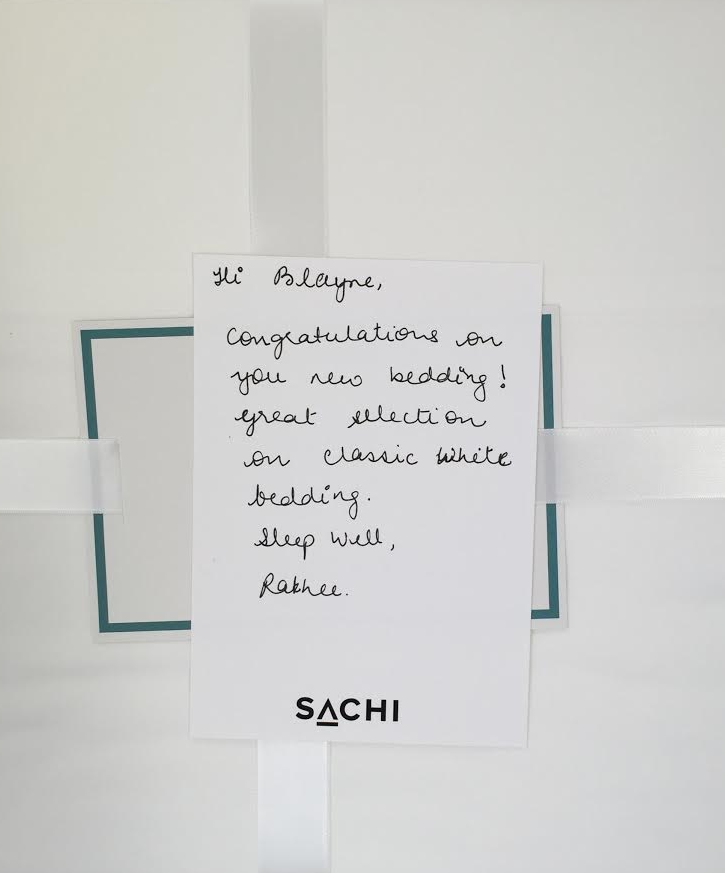 Hi Blayne,
Congratulations on
you new bedding!
great selection
on classic white
bedding.
Sleep well,
Rakhee.
SACHI